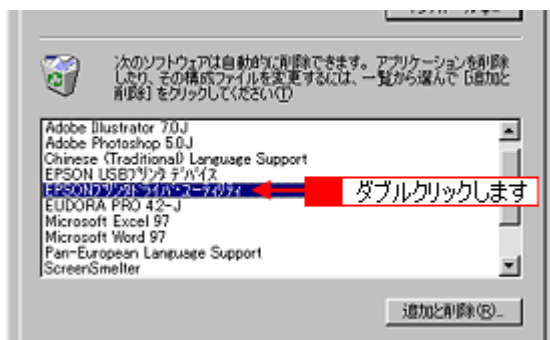 次のソフトウェアは自動的に削除できます。アプリケーションを削除
したり、その構成ファイルを変更するには、一覧から選んで [追加と
削除] をクリックしてください(T)
Adobe Illustrator 7.0J
Adobe Photoshop 5.0J
Chinese (Traditional) Language Support
EPSON USBプリンタ デバイス
EPSONプリンタドライバ・ユーティリティ
ダブルクリックします
EUDORA PRO 4.2-J
Microsoft Excel 97
Microsoft Word 97
Pan-European Language Support
ScreenSmelter
追加と削除(R)...